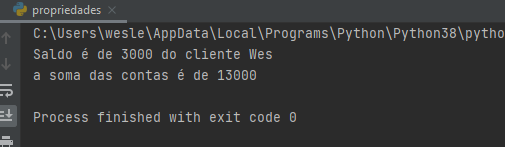 propriedades
C:\Users\wesle\AppData\Local\Programs\Python\Python38\pytho
Saldo é de 3000 do cliente Wes
a soma das contas é de 13000
Process finished with exit code 0